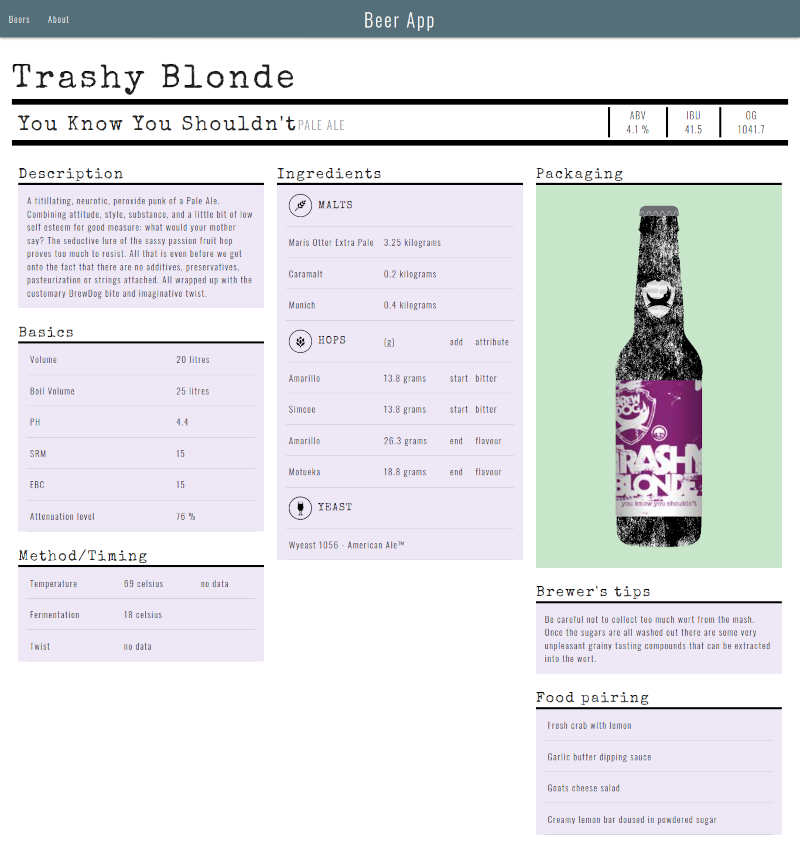 Beers About Beer App
Trashy Blonde
You Know You Shouldn't PALE ALE
ABV IBU OG
4.1 % 41.5 1041.7
Description
A titillating, neurotic, peroxide punk of a Pale Ale.
Combining attitude, style, substance, and a little bit of low
self esteem for good measure: what would your mother
say? The seductive lure of the sassy passion fruit hop
proves too much to resist. All that is even before we get
onto the fact that there are no additives, preservatives,
pasteurization or strings attached. All wrapped up with the
customary BrewDog bite and imaginative twist.
Basics
Volume 20 litres
Boil Volume 25 litres
PH 4.4
SRM 15
EBC 15
Attenuation level 76 %
Method/Timing
Temperature 69 celsius no data
Fermentation 18 celsius
Twist no data
Ingredients
MALTS
Maris Otter Extra Pale 3.25 kilograms
Caramalt 0.2 kilograms
Munich 0.4 kilograms
HOPS (g) add attribute
Amarillo 13.8 grams start bitter
Simcoe 13.8 grams start bitter
Amarillo 26.3 grams end flavour
Motueka 18.8 grams end flavour
YEAST
Wyeast 1056 - American Ale™
Packaging
BREW
DOG
TRASHY
BLONDE
you know you shouldn't
Brewer's tips
Be careful not to collect too much wort from the mash.
Once the sugars are all washed out there are some very
unpleasant grainy tasting compounds that can be extracted
into the wort.
Food pairing
Fresh crab with lemon
Garlic butter dipping sauce
Goats cheese salad
Creamy lemon bar doused in powdered sugar